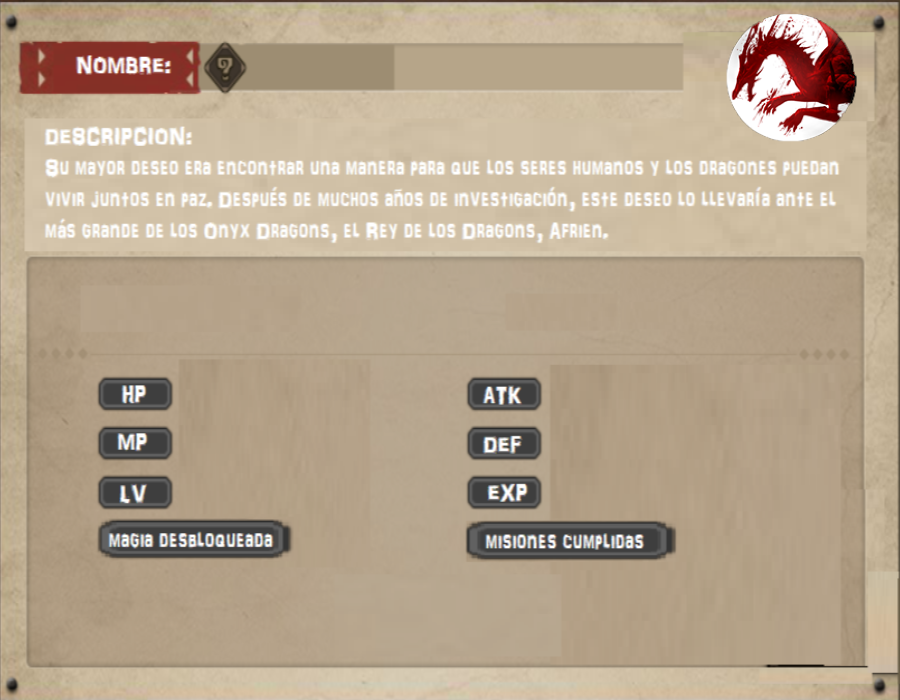 NOMBRE:
DESCRIPCION:
Su mayor deseo era encontrar una manera para que los seres humanos y los dragones puedan
vivir juntos en paz. Después de muchos años de investigación, este deseo lo llevaría ante el
más grande de los Onyx Dragons, el Rey de los Dragons, Afrien.
HP
ATK
MP
DEF
LV
EXP
MAGIA DESBLOQUEADA
MISIONES CUMPLIDAS